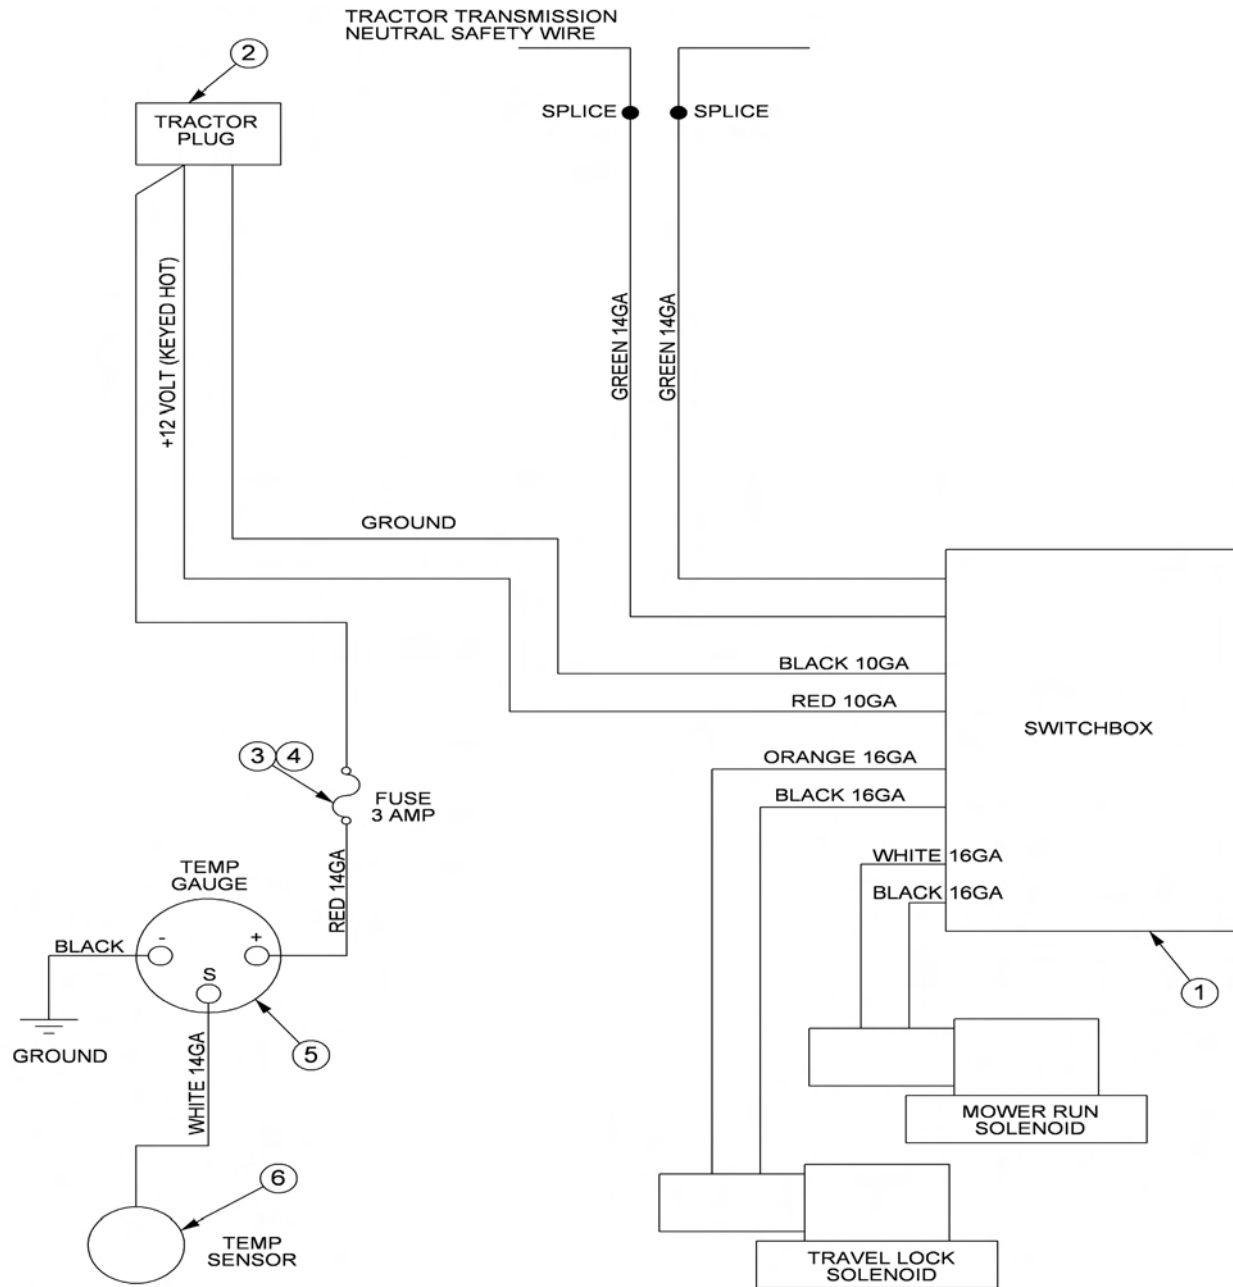 TRACTOR TRANSMISSION
NEUTRAL SAFETY WIRE
2
TRACTOR
PLUG
SPLICE
SPLICE
+12 VOLT (KEYED HOT)
GREEN 14GA
GREEN 14GA
GROUND
BLACK 10GA
RED 10GA
SWITCHBOX
ORANGE 16GA
BLACK 16GA
3
4
FUSE
3 AMP
WHITE 16GA
BLACK 16GA
RED 14GA
TEMP
GAUGE
BLACK
-
+
S
1
GROUND
5
WHITE 14GA
MOWER RUN
SOLENOID
6
TEMP
SENSOR
TRAVEL LOCK
SOLENOID